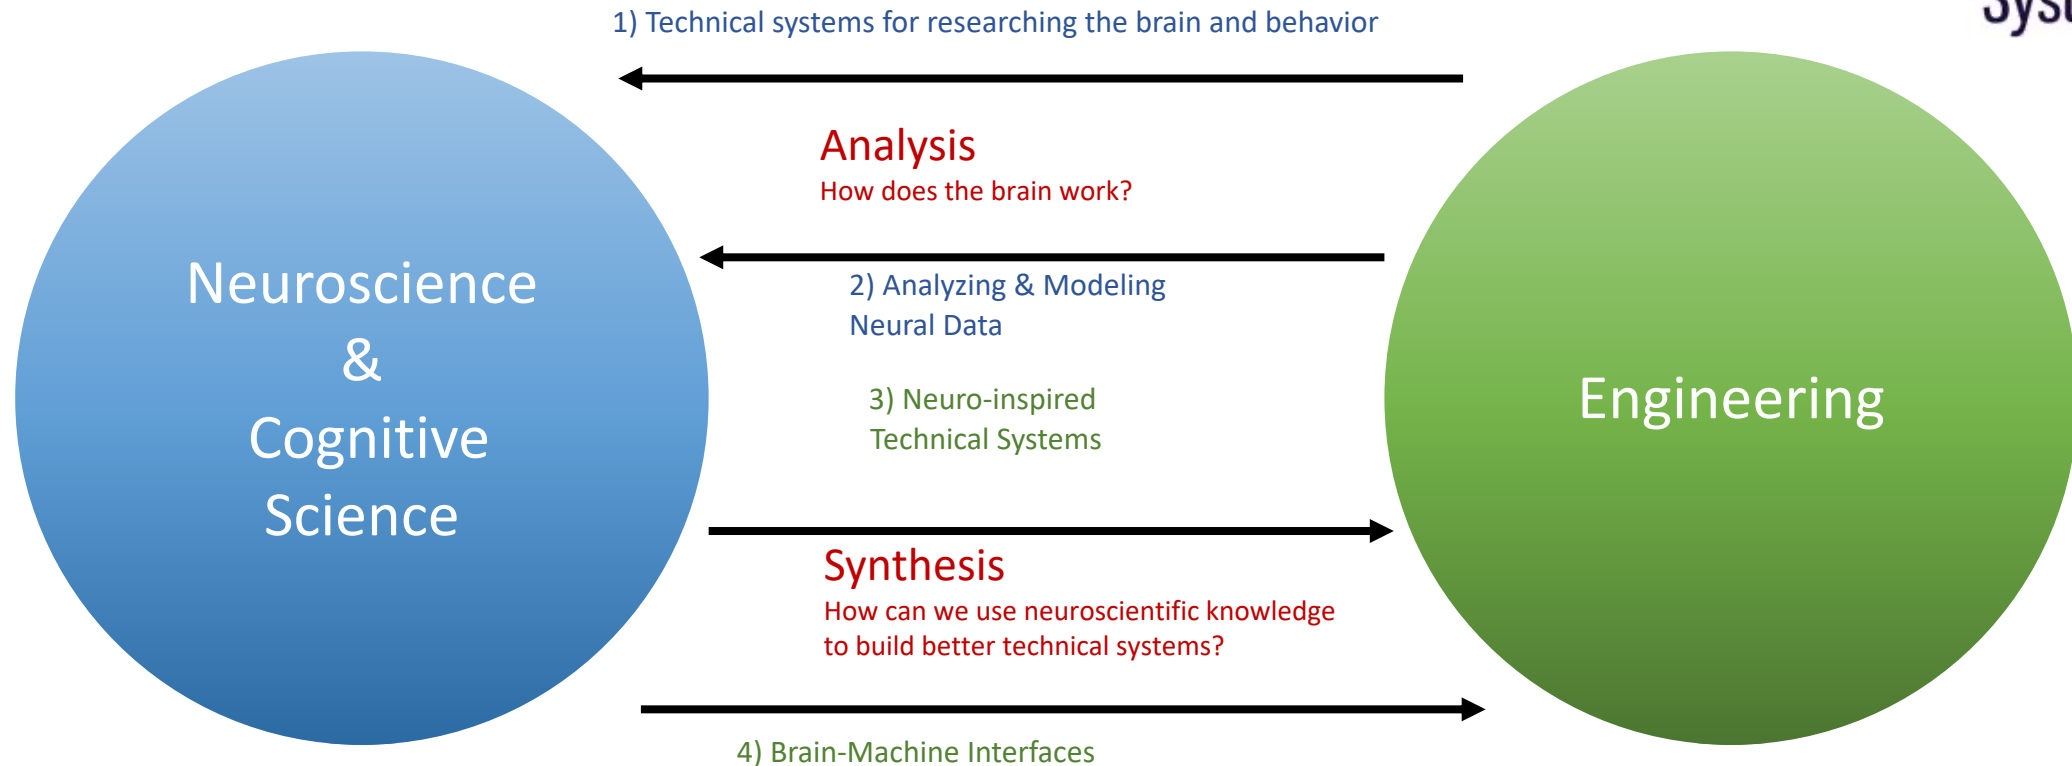 1) Technical systems for researching the brain and behavior
Analysis
How does the brain work?
Neuroscience
&
Cognitive
Science
2) Analyzing & Modeling
Neural Data
3) Neuro-inspired
Technical Systems
Engineering
Synthesis
How can we use neuroscientific knowledge
to build better technical systems?
4) Brain-Machine Interfaces